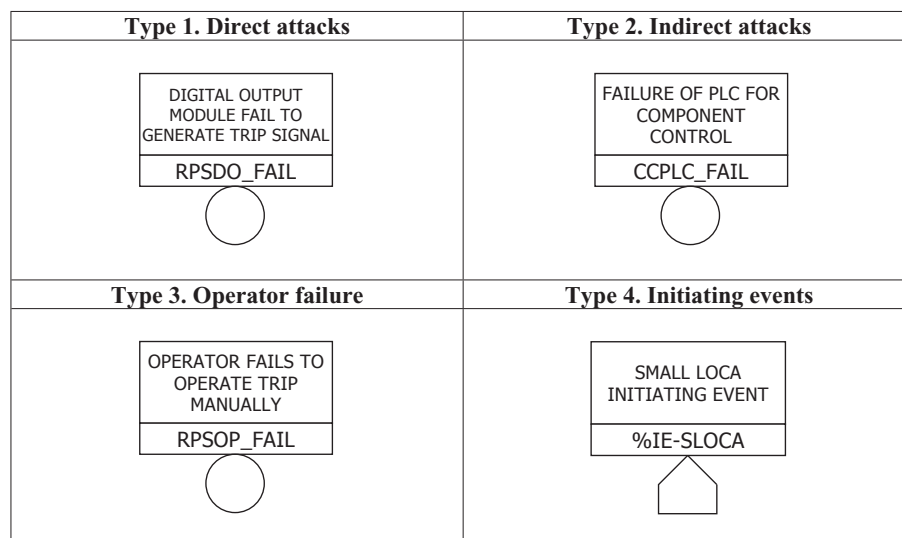 Type 1. Direct attacks
Type 2. Indirect attacks
DIGITAL OUTPUT
MODULE FAIL TO
GENERATE TRIP SIGNAL
RPSDO_FAIL
FAILURE OF PLC FOR
COMPONENT
CONTROL
CCPLC_FAIL
Type 3. Operator failure
Type 4. Initiating events
OPERATOR FAILS TO
OPERATE TRIP
MANUALLY
RPSOP_FAIL
SMALL LOCA
INITIATING EVENT
%IE-SLOCA